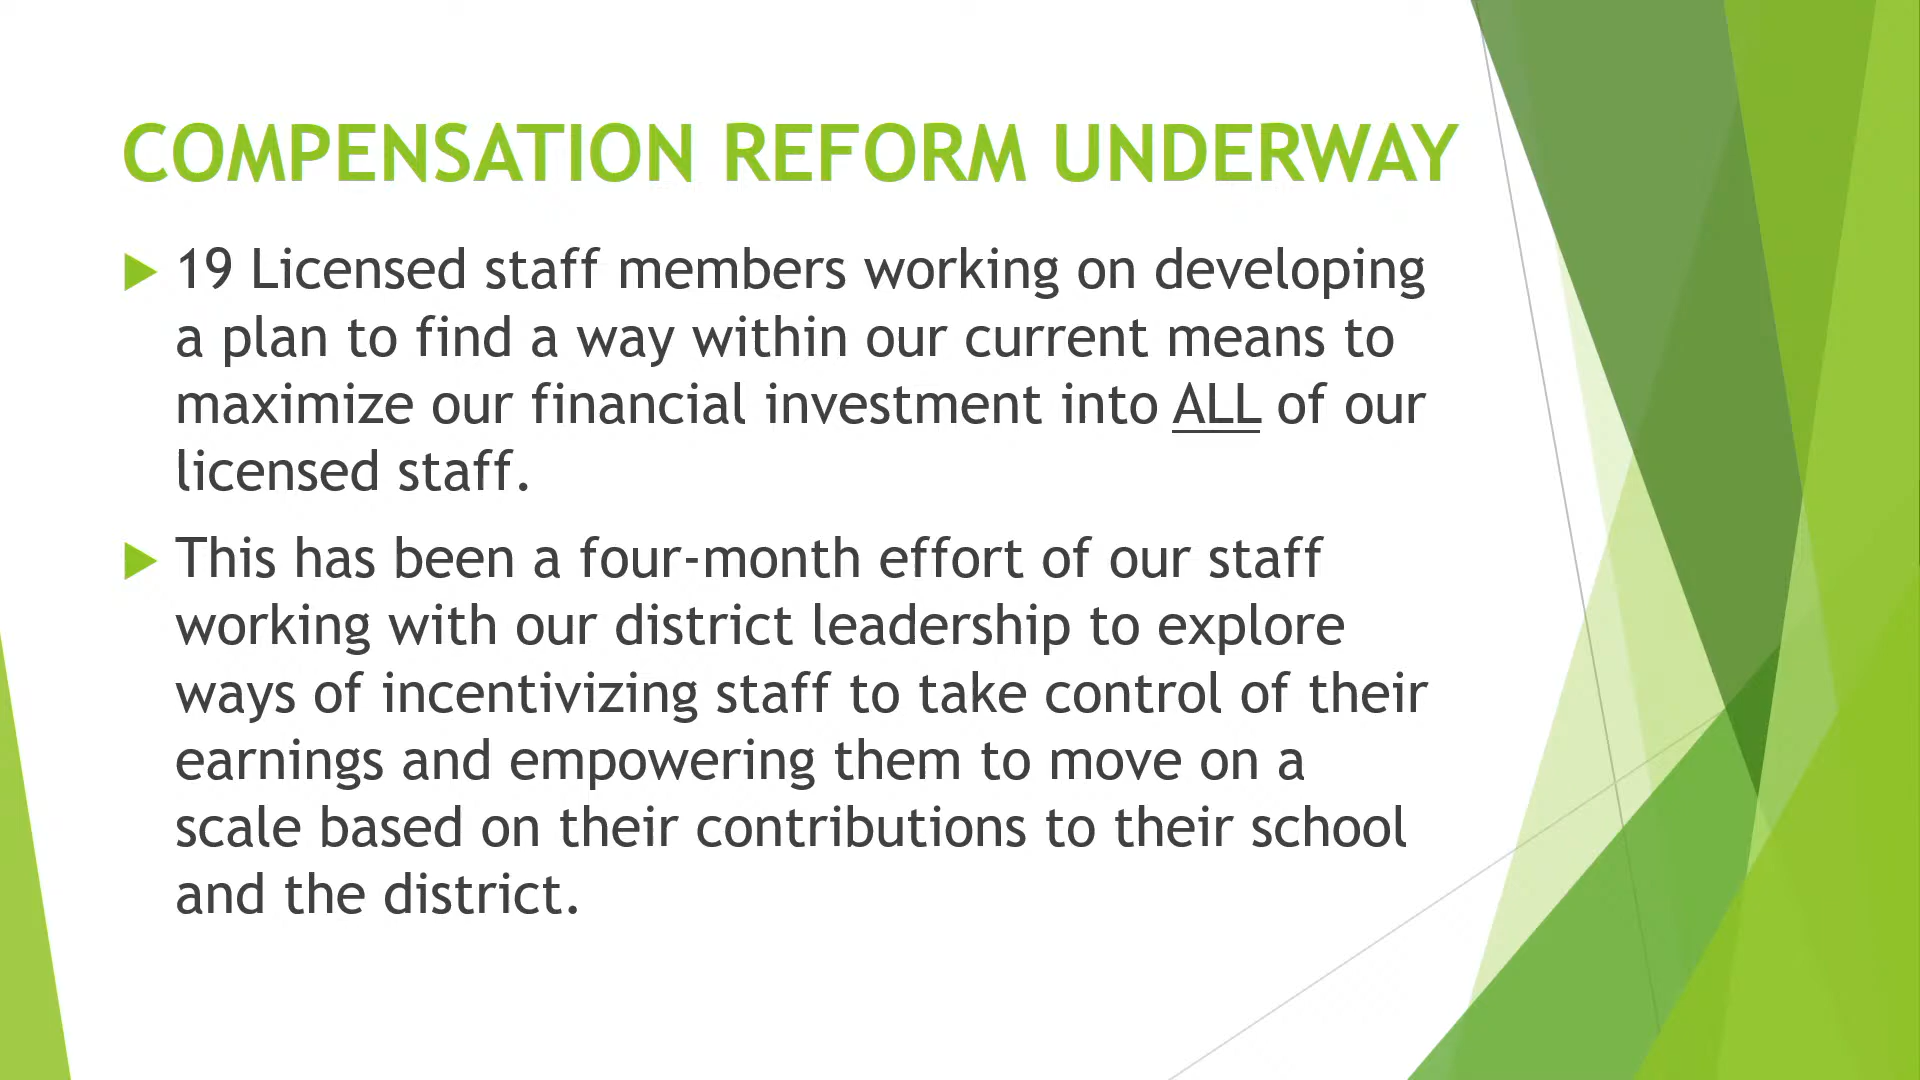 COMPENSATION REFORM UNDERWAY
19 Licensed staff members working on developing
a plan to find a way within our current means to
maximize our financial investment into ALL of our
licensed staff.
This has been a four-month effort of our staff
working with our district leadership to explore
ways of incentivizing staff to take control of their
earnings and empowering them to move on a
scale based on their contributions to their school
and the district.